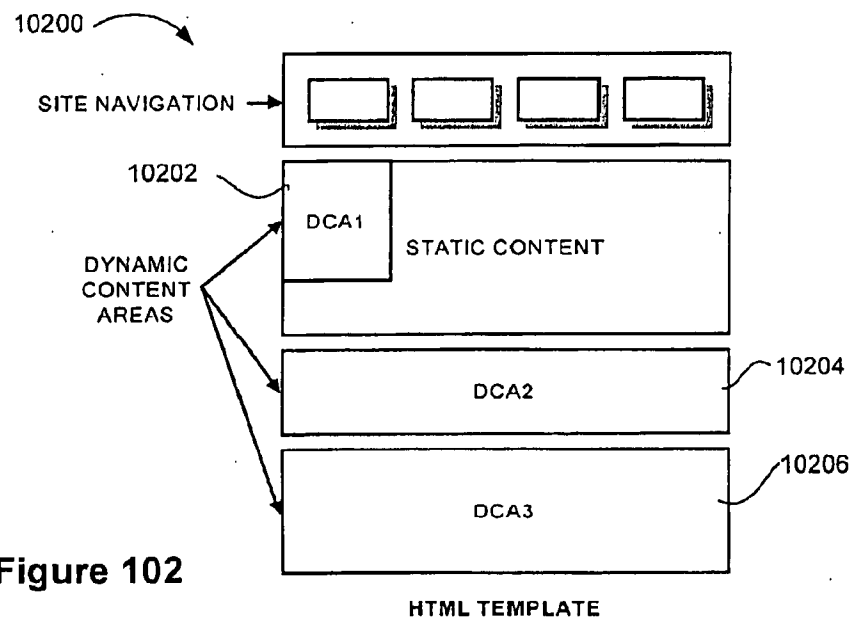 10200
SITE NAVIGATION
10202
DCA1
STATIC CONTENT
DYNAMIC
CONTENT
AREAS
10204
DCA2
10206
DCA3
Figure 102
HTML TEMPLATE